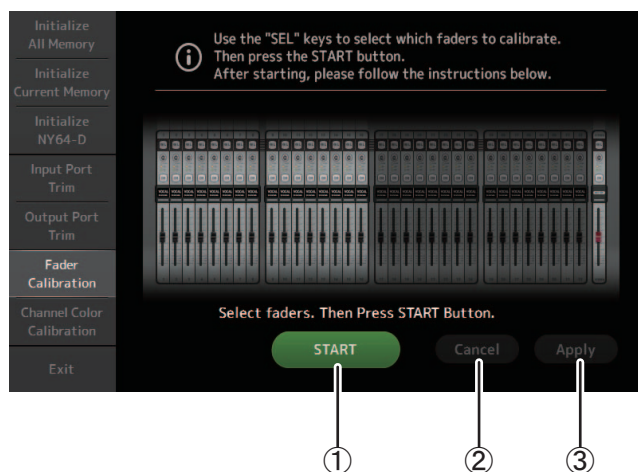 Initialize
All Memory
Initialize
Current Memory
Initialize
NY64-D
Input Port
Trim
Output Port
Trim
Fader
Calibration
Channel Color
Calibration
Exit
Use the "SEL" keys to select which faders to calibrate.
Then press the START button.
After starting, please follow the instructions below.
Select faders. Then Press START Button.
START
Cancel
Apply
①
②
③